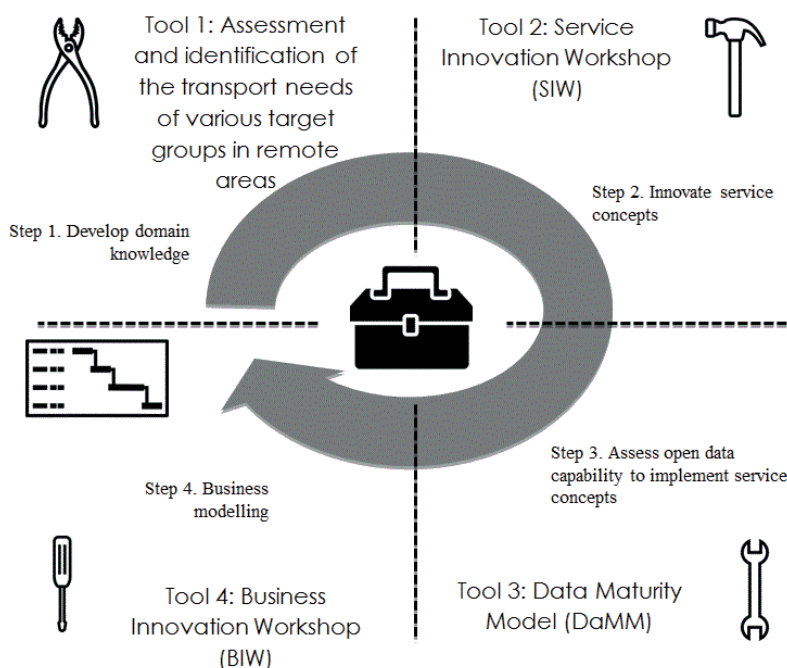 Tool 1: Assessment
and identification of
the transport needs
of various target
groups in remote
areas
Tool 2: Service
Innovation Workshop
(SIW)
Step 1. Develop domain
knowledge
Step 2. Innovate service
concepts
Step 3. Assess open data
capability to implement service
concepts
Step 4. Business
modelling
Tool 4: Business
Innovation Workshop
(BIW)
Tool 3: Data Maturity
Model (DaMM)